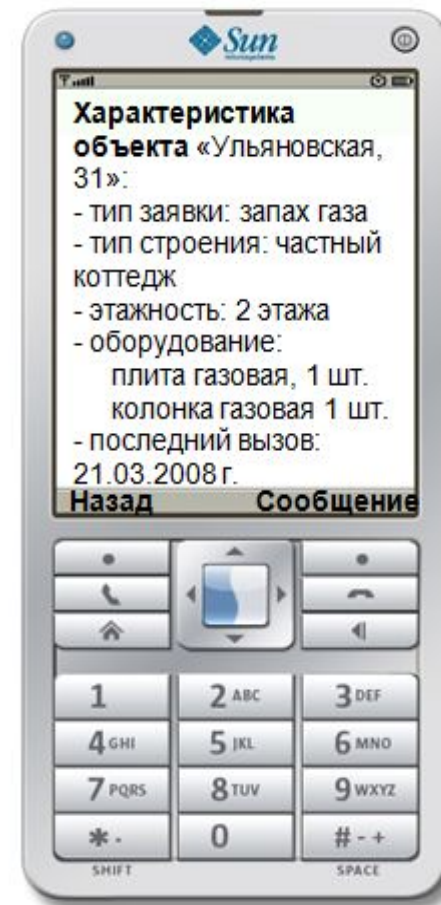 Sun
microsystems
Характеристика
объекта «Ульяновская,
31»:
- тип заявки: запах газа
- тип строения: частный
коттедж
- этажность: 2 этажа
- оборудование:
плита газовая, 1 шт.
колонка газовая 1 шт.
- последний вызов:
21.03.2008 г.
Назад Сообщение
1 2 ABC 3 DEF
4 GHI 5 JKL 6 MNO
7 PQRS 8 TUV 9 WXYZ
* . 0 # - +
SHIFT SPACE